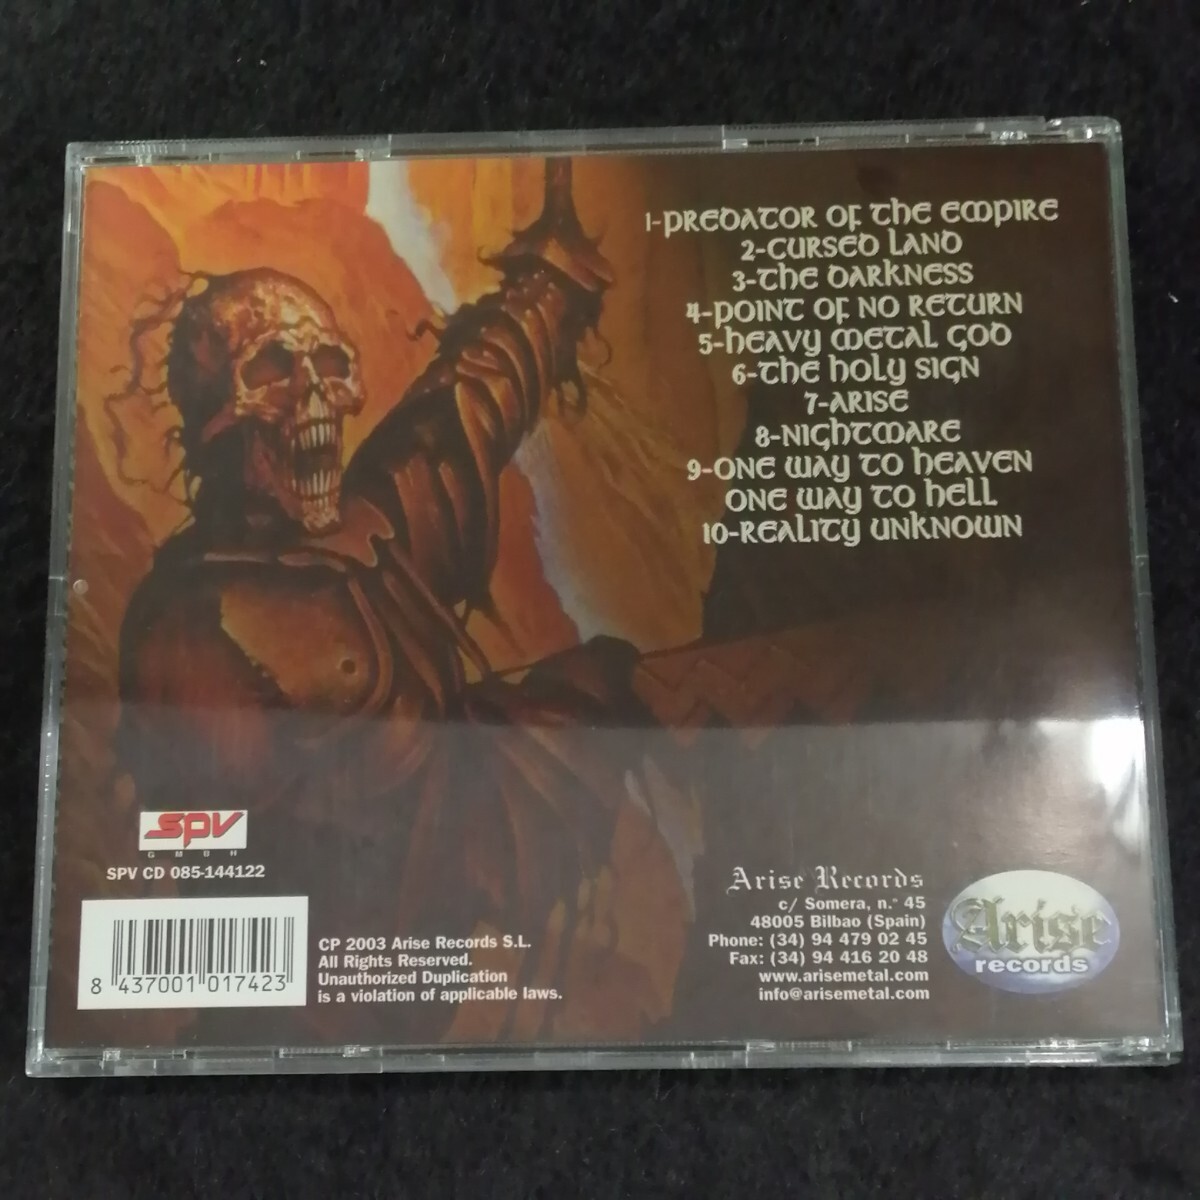 1-PREDATOR OF THE EMPIRE
2-CURSED LAND
3-THE DARKNESS
4-POINT OF NO RETURN
5-HEAVY METAL GOD
6-THE HOLY SIGN
7-ARISE
8-NIGHTMARE
9-ONE WAY TO HEAVEN
ONE WAY TO HELL
10-REALITY UNKNOWN
SPV
GMBH
SPV CD 085-144122
8 437001 017423
CP 2003 Arise Records S.L.
All Rights Reserved.
Unauthorized Duplication
is a violation of applicable laws.
Arise Records
c/ Somera, n.° 45
48005 Bilbao (Spain)
Phone: (34) 94 479 02 45
Fax: (34) 94 416 20 48
www.arisemetal.com
info@arisemetal.com
Arise
records